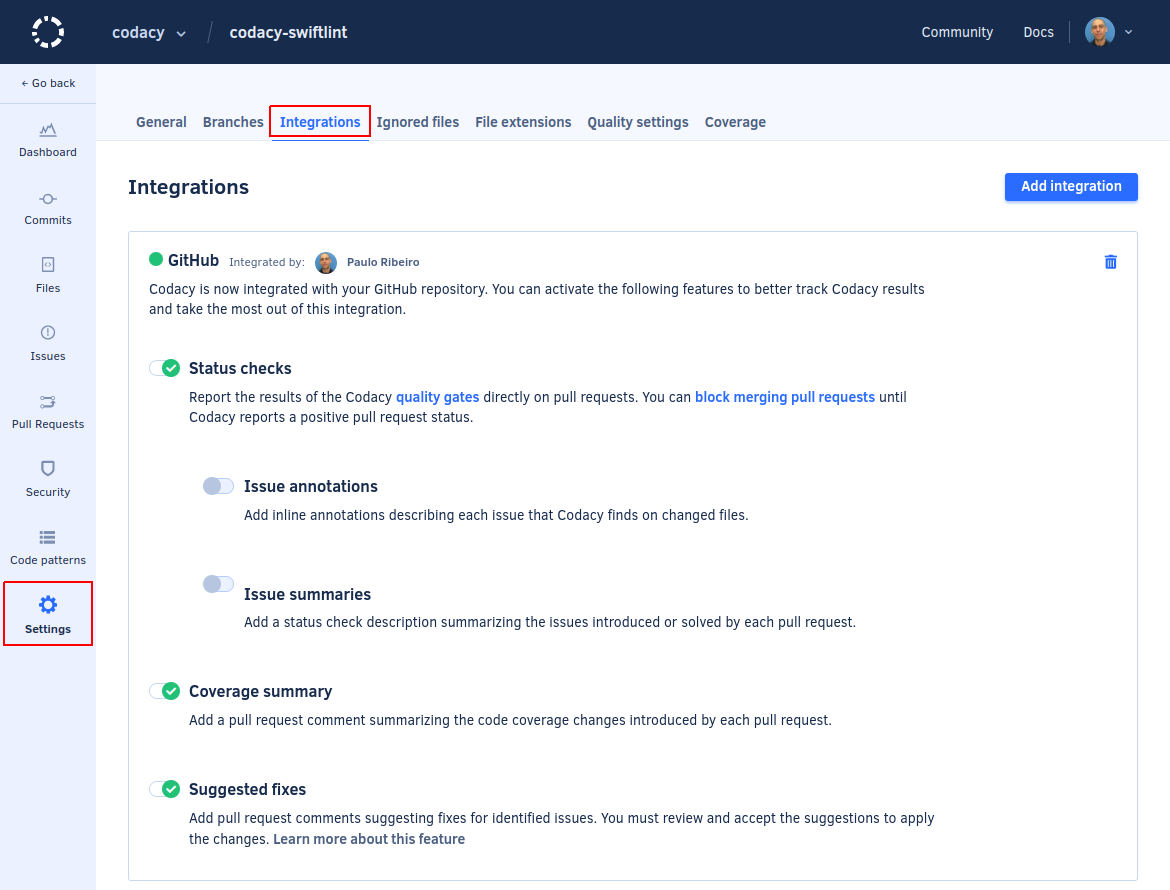 codacy
codacy-swiftlint
Community
Docs
← Go back
Dashboard
Commits
Files
Issues
Pull Requests
Security
Code patterns
Settings
General
Branches
Integrations
Ignored files
File extensions
Quality settings
Coverage
Integrations
Add integration
GitHub Integrated by: Paulo Ribeiro
Codacy is now integrated with your GitHub repository. You can activate the following features to better track Codacy results
and take the most out of this integration.
Status checks
Report the results of the Codacy quality gates directly on pull requests. You can block merging pull requests until
Codacy reports a positive pull request status.
Issue annotations
Add inline annotations describing each issue that Codacy finds on changed files.
Issue summaries
Add a status check description summarizing the issues introduced or solved by each pull request.
Coverage summary
Add a pull request comment summarizing the code coverage changes introduced by each pull request.
Suggested fixes
Add pull request comments suggesting fixes for identified issues. You must review and accept the suggestions to apply
the changes. Learn more about this feature